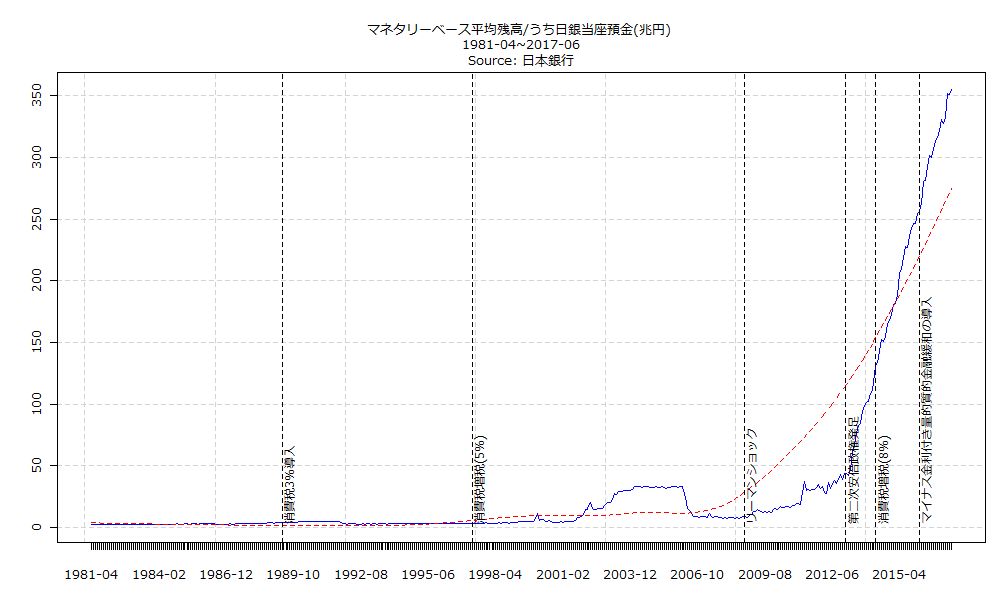 マネタリーベース平均残高/うち日銀当座預金(兆円)
1981-04~2017-06
Source: 日本銀行
350
300
250
200
150
100
50
0
消費税3%導入
消費税増税(5%)
リーマンショック
第二次安倍政権発足
消費税増税(8%)
マイナス金利付き量的質的金融緩和の導入
1981-04 1984-02 1986-12 1989-10 1992-08 1995-06 1998-04 2001-02 2003-12 2006-10 2009-08 2012-06 2015-04